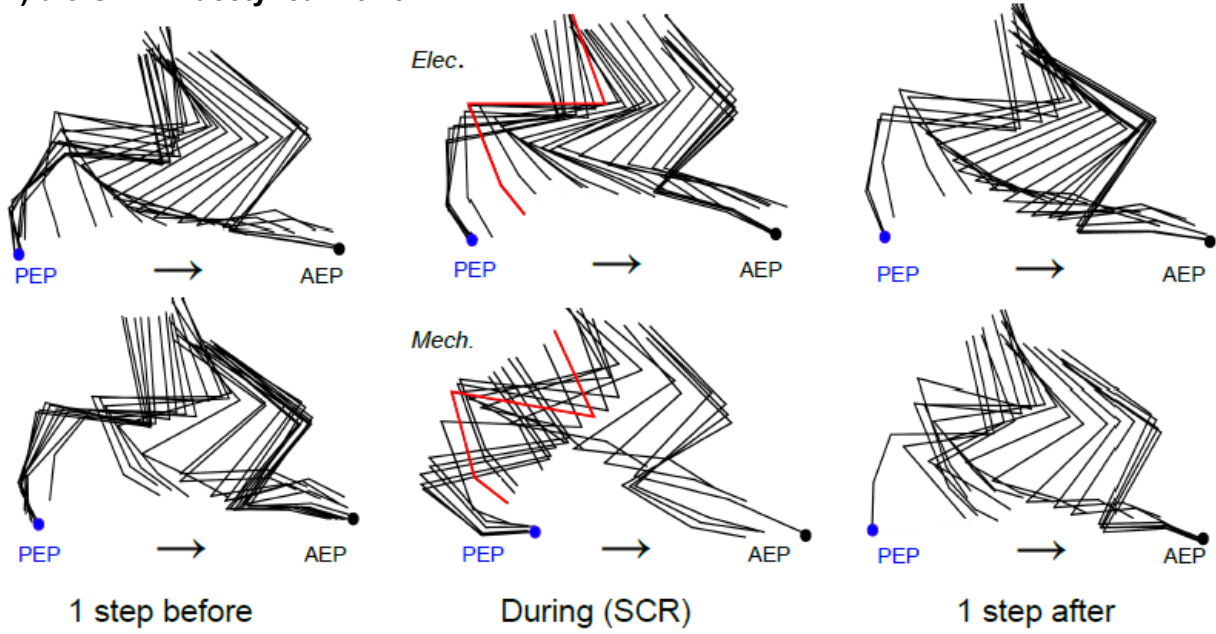 Elec.
PEP → AEP PEP → AEP PEP → AEP
Mech.
PEP → AEP PEP → AEP PEP → AEP
1 step before During (SCR) 1 step after